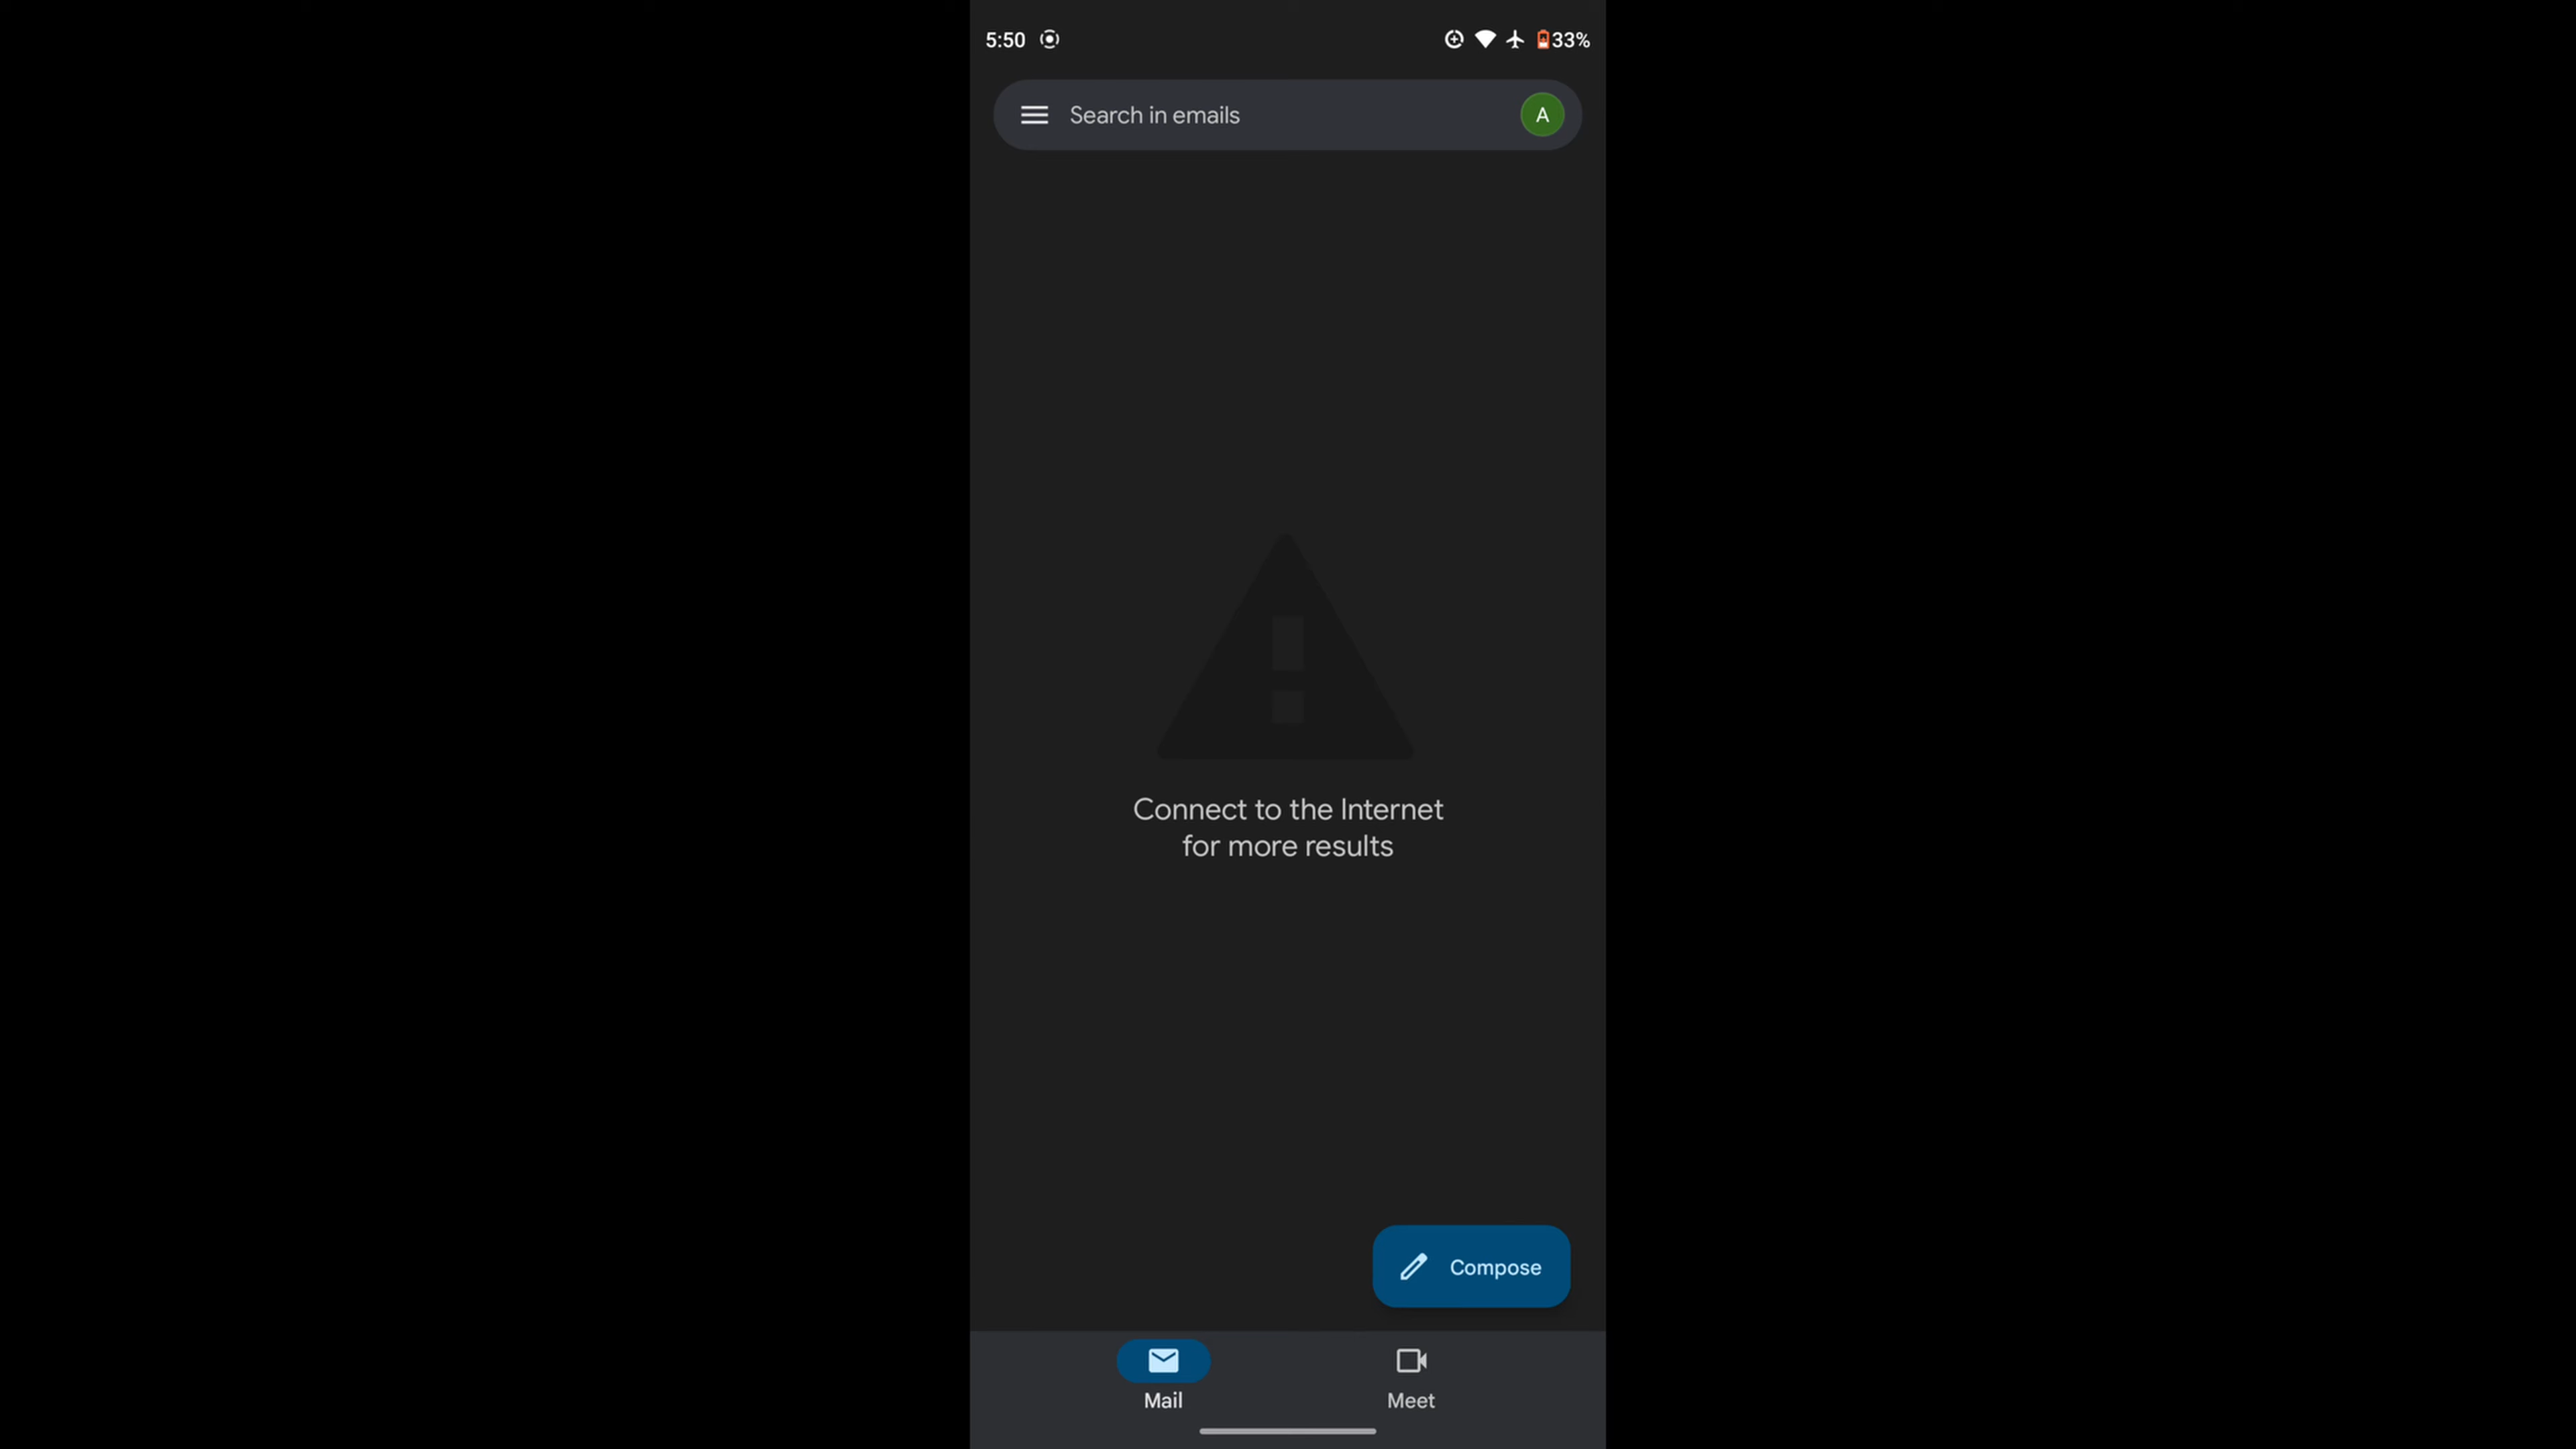 5:50
33%
Search in emails
A
Connect to the Internet
for more results
Compose
Mail
Meet